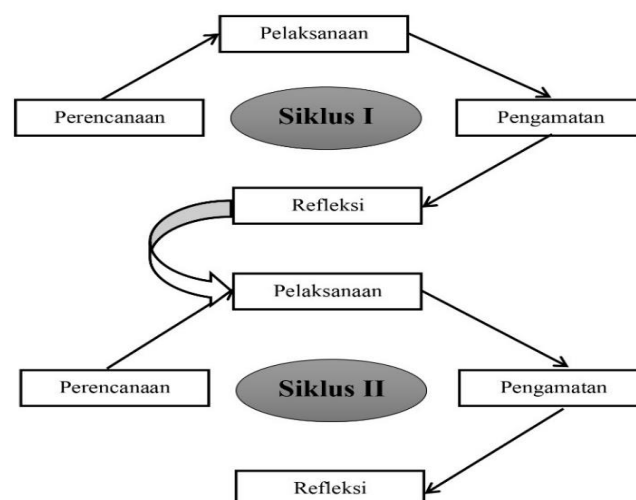 Pelaksanaan
Perencanaan
Siklus I
Pengamatan
Refleksi
Pelaksanaan
Perencanaan
Siklus II
Pengamatan
Refleksi